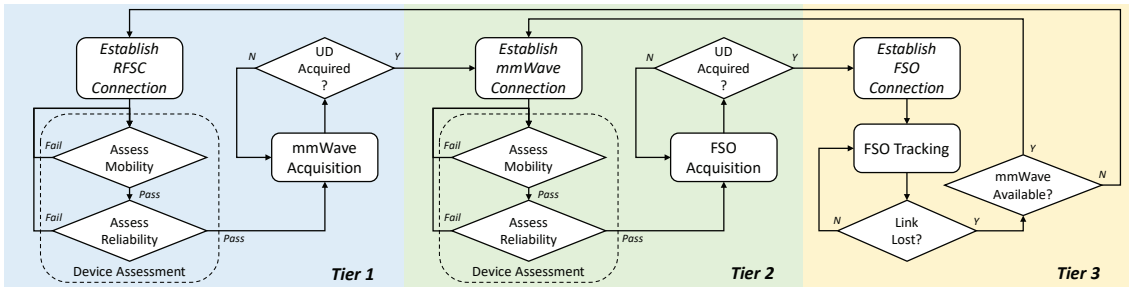 Establish
RFSC
Connection
Fail
Assess
Mobility
Pass
Fail
Assess
Reliability
Pass
Device Assessment
N
UD
Acquired
?
Y
mmWave
Acquisition
Tier 1
Establish
mmWave
Connection
Fail
Assess
Mobility
Pass
Fail
Assess
Reliability
Pass
Device Assessment
N
UD
Acquired
?
Y
FSO
Acquisition
Tier 2
Establish
FSO
Connection
FSO Tracking
N
Link
Lost?
Y
Y
mmWave
Available?
N
Tier 3